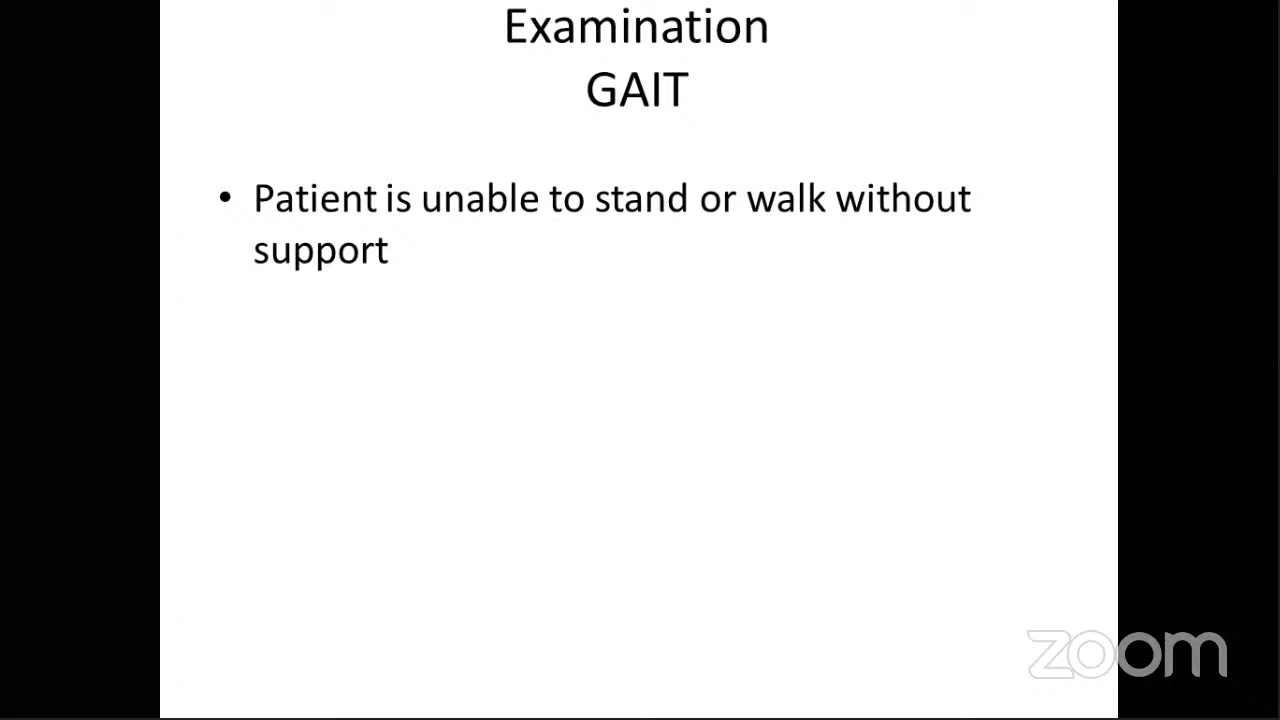 Examination
GAIT
• Patient is unable to stand or walk without
support
zoom